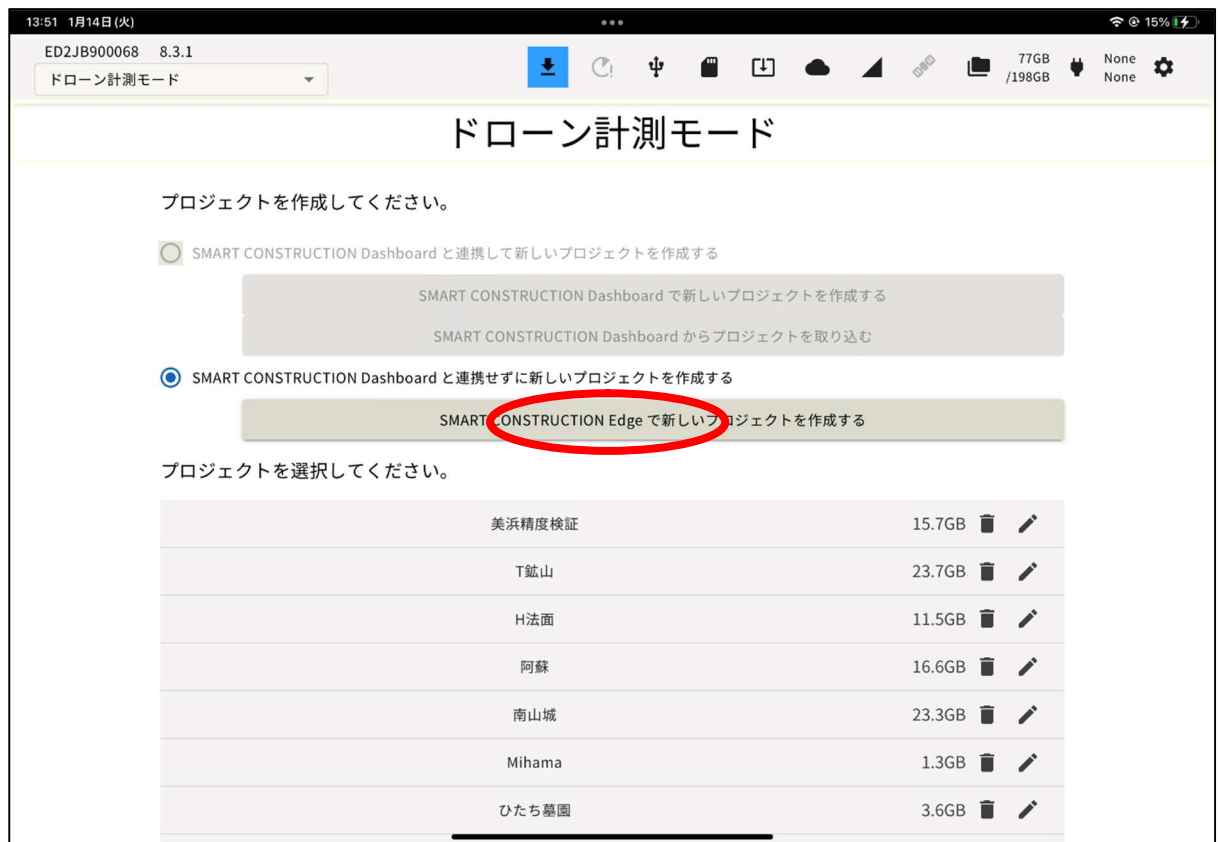 13:51 1月14日(火)
15%
ED2JB900068 8.3.1
ドローン計測モード
77GB
/198GB
None
None
ドローン計測モード
プロジェクトを作成してください。
SMART CONSTRUCTION Dashboard と連携して新しいプロジェクトを作成する
SMART CONSTRUCTION Dashboard で新しいプロジェクトを作成する
SMART CONSTRUCTION Dashboard からプロジェクトを取り込む
SMART CONSTRUCTION Dashboard と連携せずに新しいプロジェクトを作成する
SMART CONSTRUCTION Edge で新しいプロジェクトを作成する
プロジェクトを選択してください。
美浜精度検証 15.7GB
T鉱山 23.7GB
H法面 11.5GB
阿蘇 16.6GB
南山城 23.3GB
Mihama 1.3GB
ひたち墓園 3.6GB